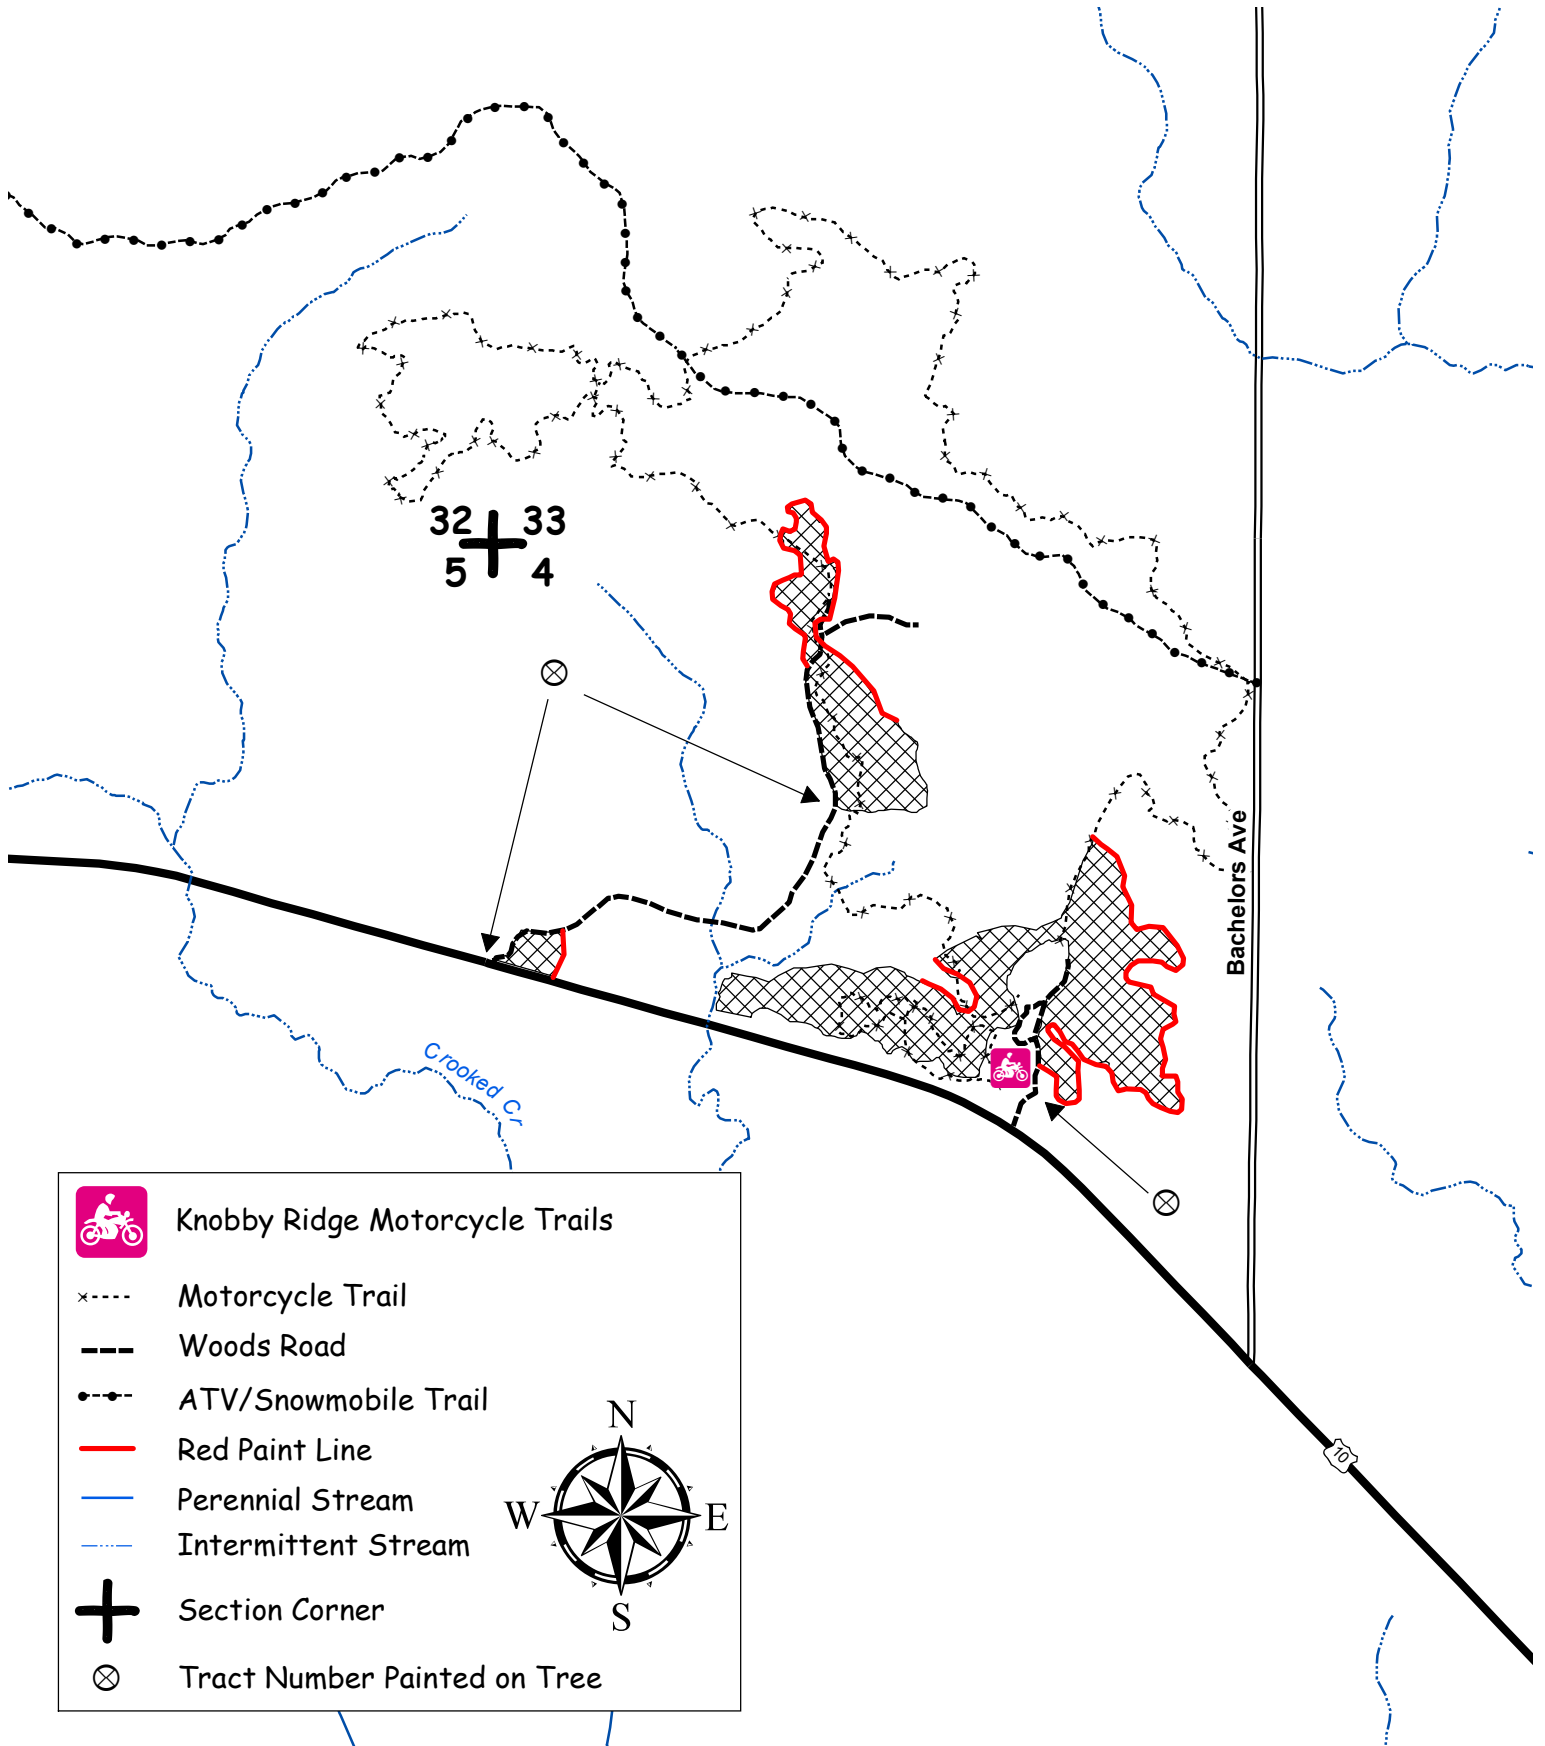 32 33
5 4
Bachelors Ave
Crooked Cr
10
Knobby Ridge Motorcycle Trails
Motorcycle Trail
Woods Road
ATV/Snowmobile Trail
Red Paint Line
Perennial Stream
Intermittent Stream
Section Corner
Tract Number Painted on Tree
N
W E
S